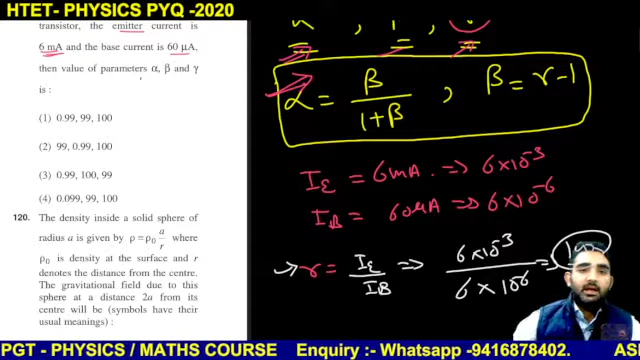 HTET- PHYSICS PYQ -2020
transistor, the emitter current is
6 mA and the base current is 60 μA,
then value of parameters α, β and γ
is :
(1) 0.99, 99, 100
(2) 99, 0.99, 100
(3) 0.99, 100, 99
(4) 0.099, 99, 100
120. The density inside a solid sphere of
radius a is given by ρ = ρ₀ a/r where
ρ₀ is density at the surface and r
denotes the distance from the centre.
The gravitational field due to this
sphere at a distance 2a from its
centre will be (symbols have their
usual meanings) :
α = β/(1+β) , β = r-1
I_E = 6mA. => 6×10⁻³
I_B = 60μA => 6×10⁻⁶
→ r = I_E/I_B => 6×10⁻³/6×10⁻⁶ =
PGT - PHYSICS / MATHS COURSE Enquiry :- Whatsapp -9416878402. AS